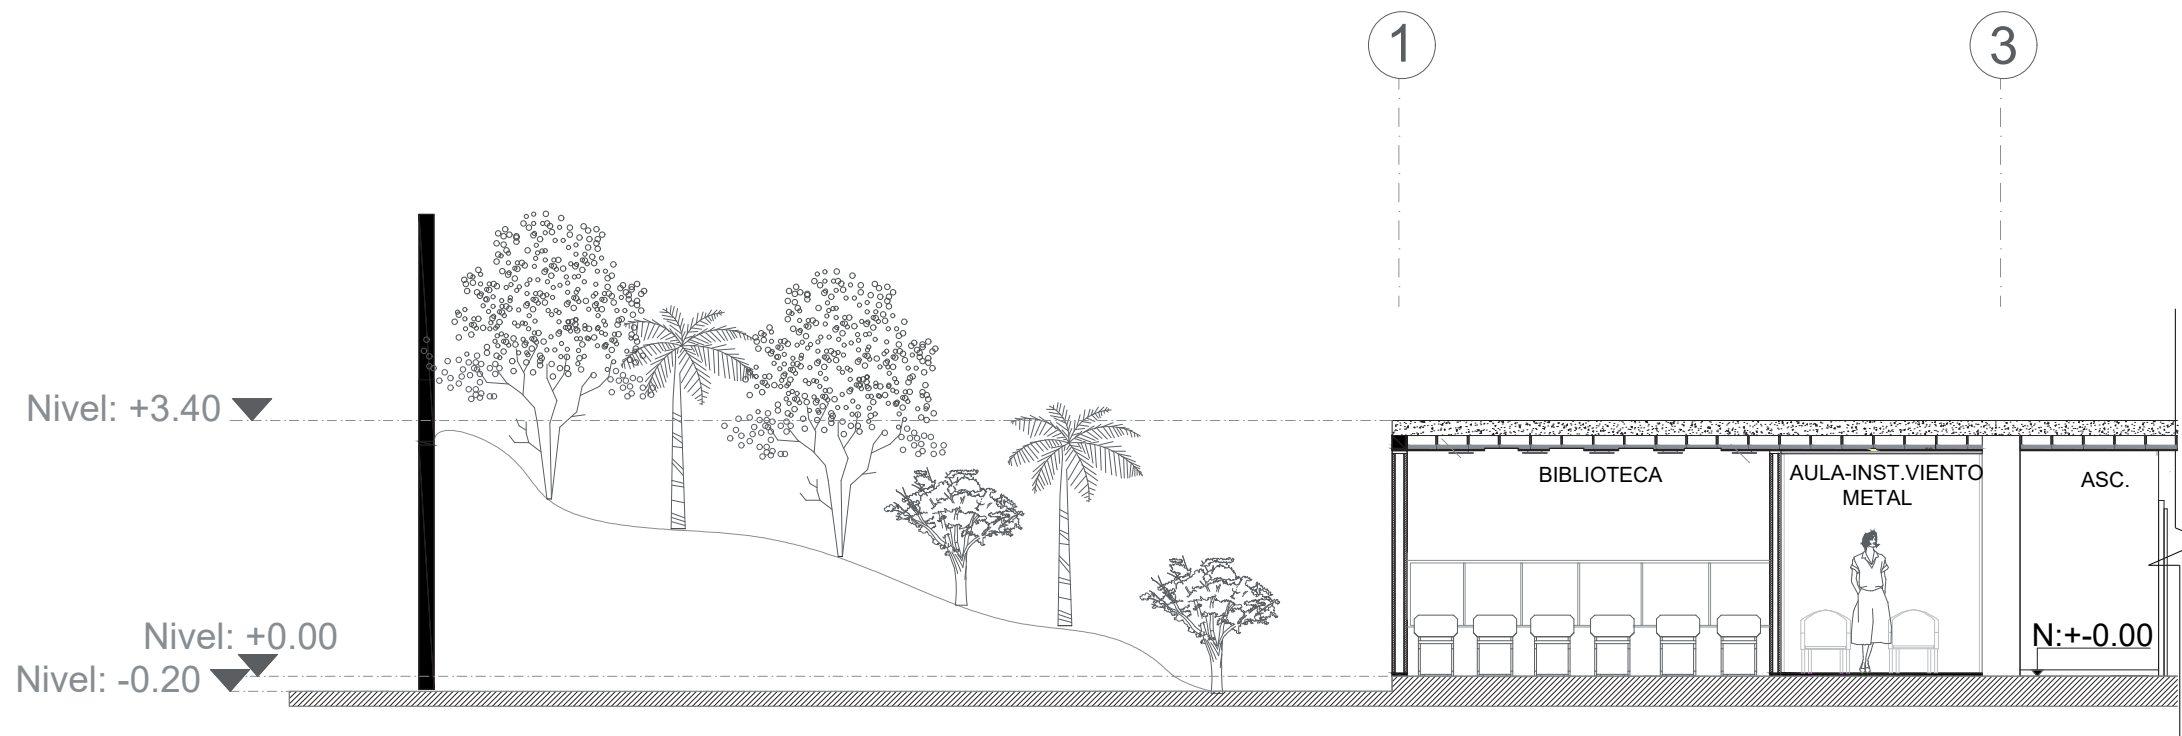 1
3
Nivel: +3.40
BIBLIOTECA
AULA-INST.VIENTO
METAL
ASC.
Nivel: +0.00
N:+-0.00
Nivel: -0.20